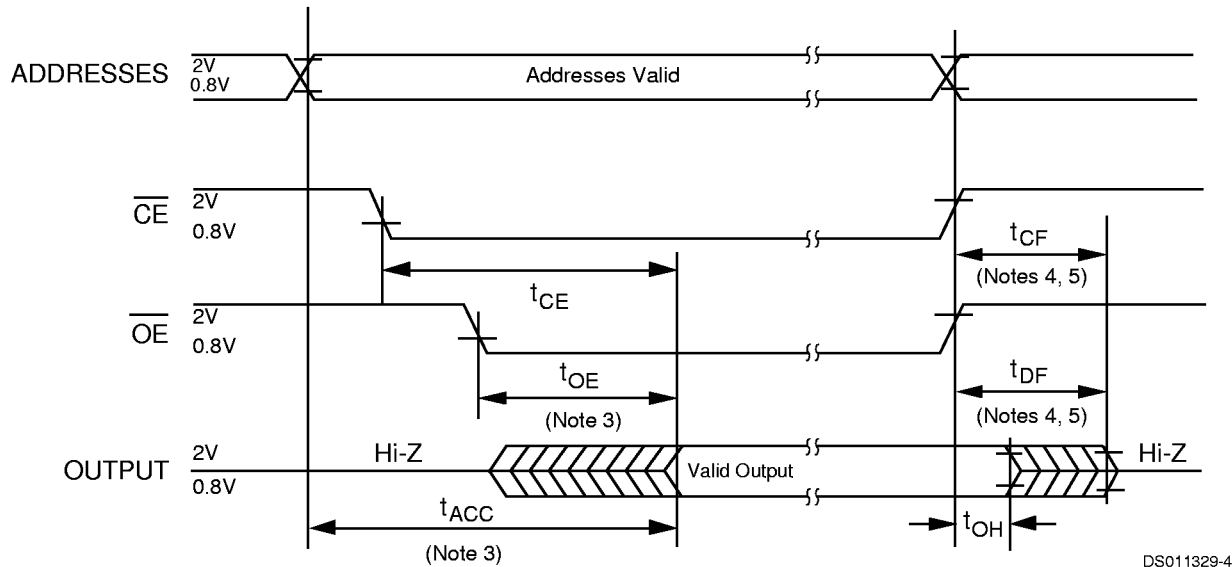 ADDRESSES
2V
0.8V
Addresses Valid
CE
2V
0.8V
tCE
tCF
(Notes 4, 5)
OE
2V
0.8V
tOE
(Note 3)
tDF
(Notes 4, 5)
OUTPUT
2V
0.8V
Hi-Z
Valid Output
Hi-Z
tACC
(Note 3)
tOH
DS011329-4